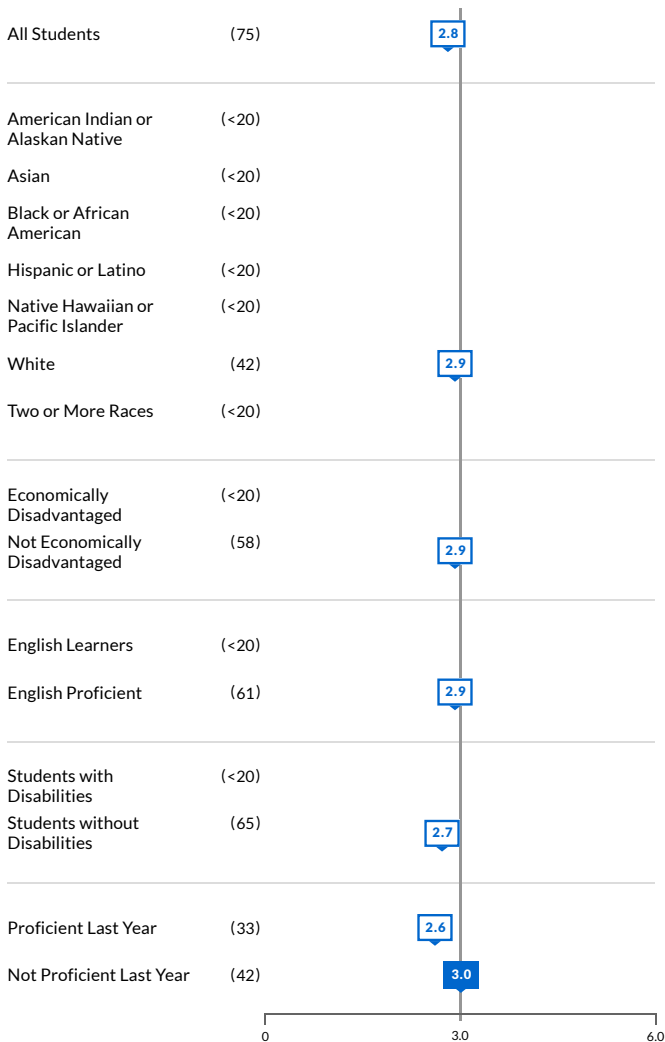 All Students (75) 2.8
American Indian or (<20)
Alaskan Native
Asian (<20)
Black or African (<20)
American
Hispanic or Latino (<20)
Native Hawaiian or (<20)
Pacific Islander
White (42) 2.9
Two or More Races (<20)
Economically (<20)
Disadvantaged
Not Economically (58) 2.9
Disadvantaged
English Learners (<20)
English Proficient (61) 2.9
Students with (<20)
Disabilities
Students without (65) 2.7
Disabilities
Proficient Last Year (33) 2.6
Not Proficient Last Year (42) 3.0
0 3.0 6.0